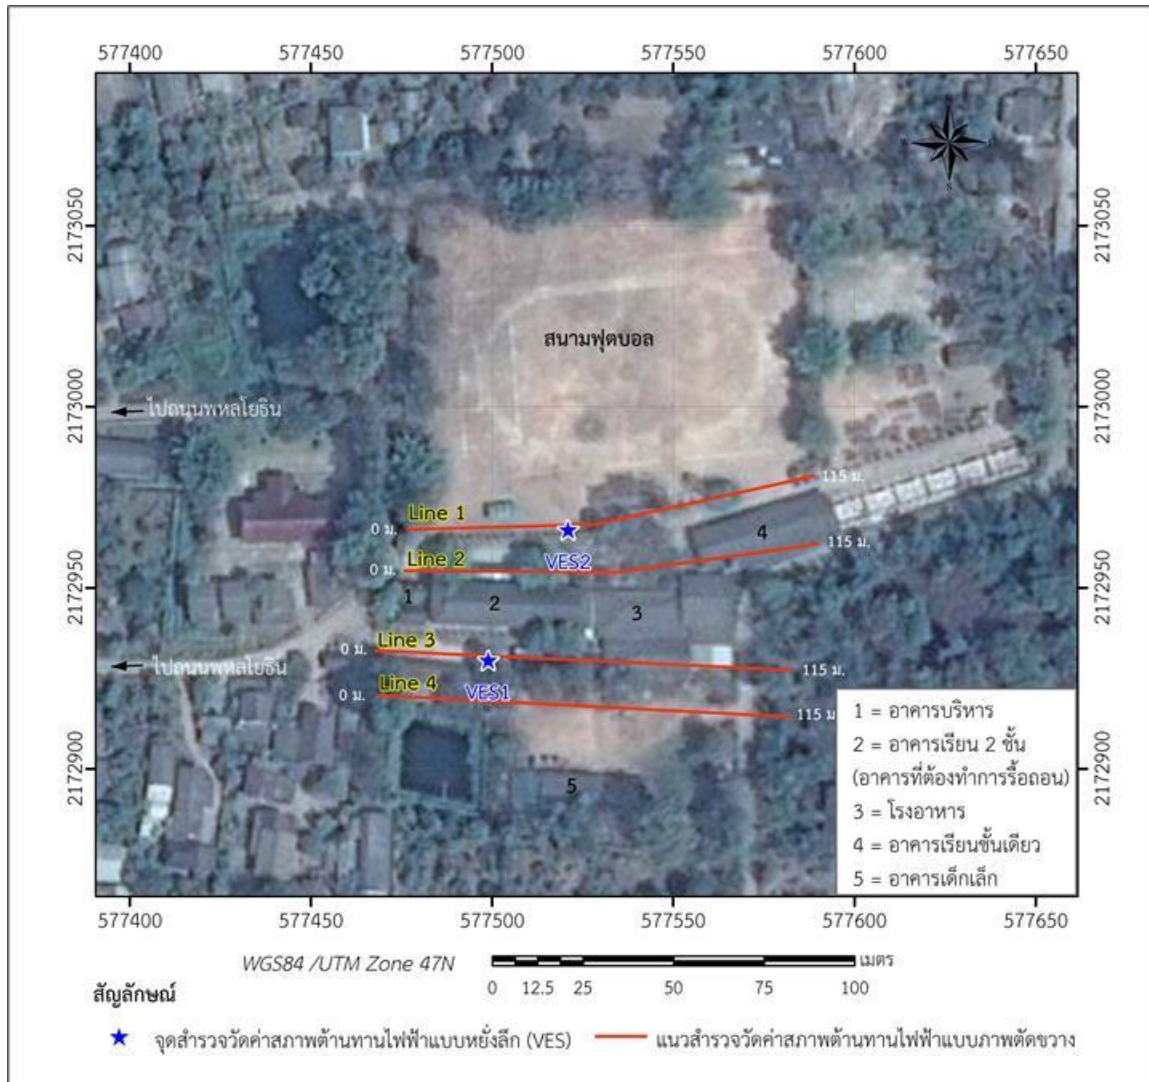 577400 577450 577500 577550 577600 577650
2173050 2173050
สนามฟุตบอล
2173000 2173000
ไปถนนพหลโยธิน
115 ม.
Line 1
0 ม.
4
VES2
115 ม.
Line 2
0 ม.
2172950 2172950
1 2 3
Line 3
0 ม.
ไปถนนพหลโยธิน
115 ม.
Line 4
0 ม.
VES1
115 ม
1 = อาคารบริหาร
2 = อาคารเรียน 2 ชั้น
(อาคารที่ต้องทำการรื้อถอน)
3 = โรงอาหาร
4 = อาคารเรียนชั้นเดียว
5 = อาคารเด็กเล็ก
2172900 2172900
5
577400 577450 577500 577550 577600 577650
WGS84 /UTM Zone 47N
เมตร
0 12.5 25 50 75 100
สัญลักษณ์
จุดสำรวจวัดค่าสภาพต้านทานไฟฟ้าแบบหยั่งลึก (VES)
แนวสำรวจวัดค่าสภาพต้านทานไฟฟ้าแบบภาพตัดขวาง